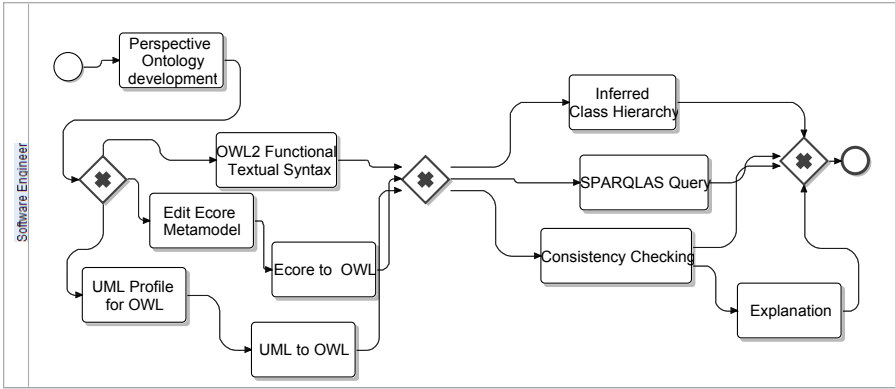 Software Engineer
Perspective
Ontology
development
OWL2 Functional
Textual Syntax
Edit Ecore
Metamodel
Ecore to OWL
UML Profile
for OWL
UML to OWL
Inferred
Class Hierarchy
SPARQLAS Query
Consistency Checking
Explanation